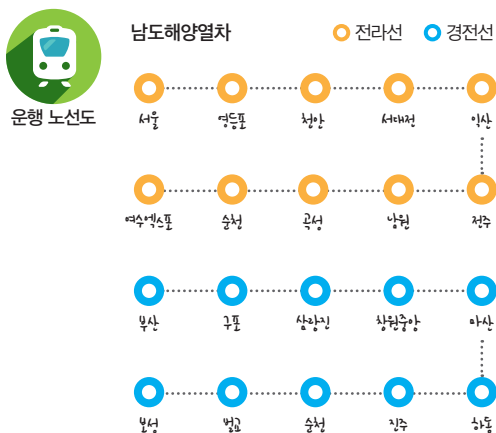 남도해양열차 전라선 경전선
운행 노선도
서울 영등포 천안 서대전 익산
여수엑스포 순천 곡성 남원 전주
부산 구포 삼랑진 창원중앙 마산
보성 벌교 순천 진주 하동